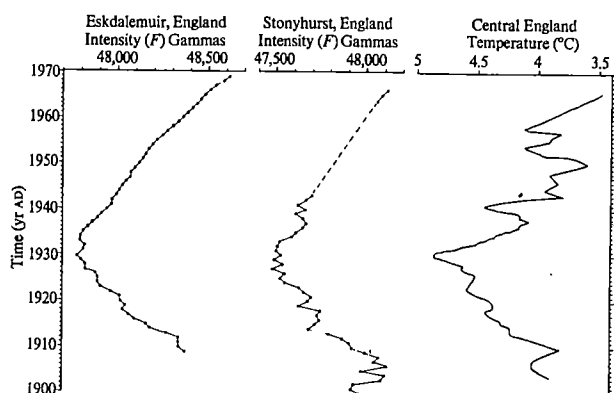 Eskdalemuir, England
Intensity (F) Gammas
48,000 48,500
Stonyhurst, England
Intensity (F) Gammas
47,500 48,000
Central England
Temperature (°C)
5 4.5 4 3.5
Time (yr AD)
1970
1960
1950
1940
1930
1920
1910
1900